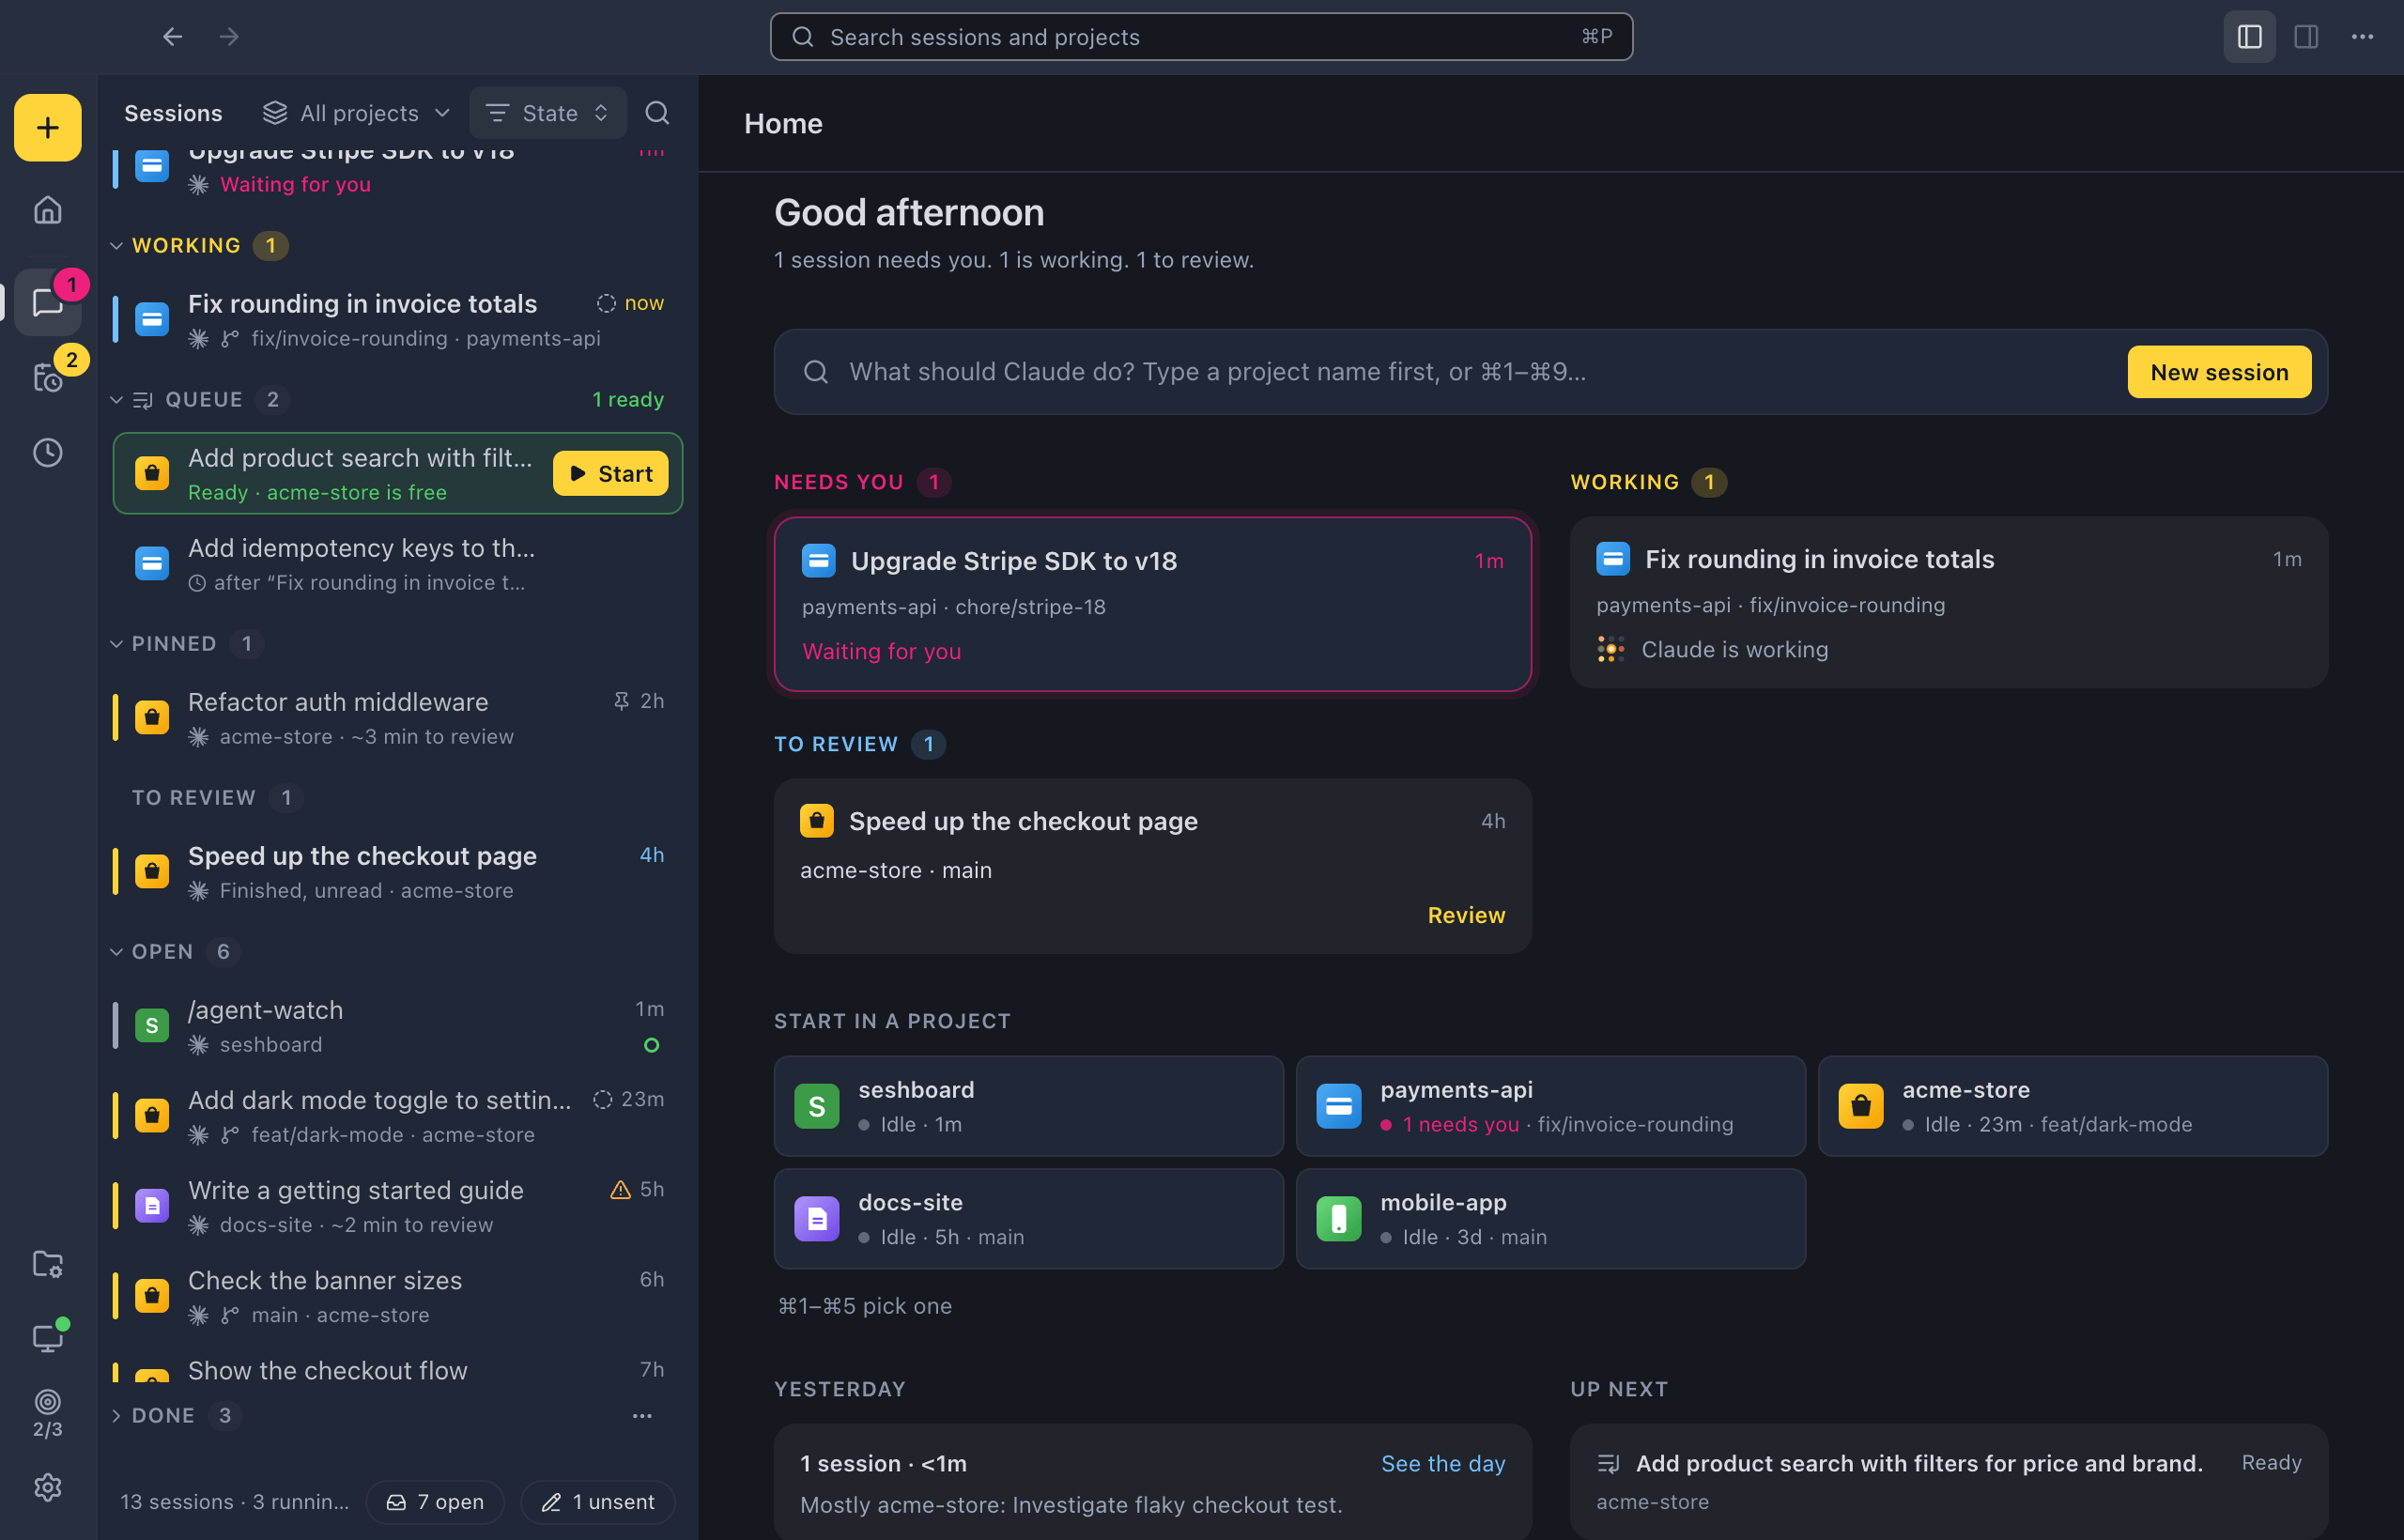 Search sessions and projects ⌘P
Sessions All projects State
Upgrade Stripe SDK to v18 1m
Waiting for you
WORKING 1
Fix rounding in invoice totals now
fix/invoice-rounding · payments-api
QUEUE 2 1 ready
Add product search with filt... Start
Ready · acme-store is free
Add idempotency keys to th...
after “Fix rounding in invoice t...
PINNED 1
Refactor auth middleware 2h
acme-store · ~3 min to review
TO REVIEW 1
Speed up the checkout page 4h
Finished, unread · acme-store
OPEN 6
S /agent-watch 1m
seshboard
Add dark mode toggle to settin... 23m
feat/dark-mode · acme-store
Write a getting started guide 5h
docs-site · ~2 min to review
Check the banner sizes 6h
main · acme-store
Show the checkout flow 7h
DONE 3
13 sessions · 3 runnin... 7 open 1 unsent
1
2
2/3
Home
Good afternoon
1 session needs you. 1 is working. 1 to review.
What should Claude do? Type a project name first, or ⌘1–⌘9... New session
NEEDS YOU 1
Upgrade Stripe SDK to v18 1m
payments-api · chore/stripe-18
Waiting for you
WORKING 1
Fix rounding in invoice totals 1m
payments-api · fix/invoice-rounding
Claude is working
TO REVIEW 1
Speed up the checkout page 4h
acme-store · main
Review
START IN A PROJECT
S seshboard
Idle · 1m
payments-api
1 needs you · fix/invoice-rounding
acme-store
Idle · 23m · feat/dark-mode
docs-site
Idle · 5h · main
mobile-app
Idle · 3d · main
⌘1–⌘5 pick one
YESTERDAY
1 session · <1m See the day
Mostly acme-store: Investigate flaky checkout test.
UP NEXT
Add product search with filters for price and brand. Ready
acme-store